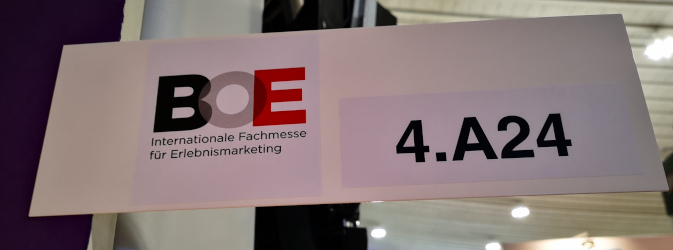 BOE
Internationale Fachmesse
für Erlebnismarketing
4.A24